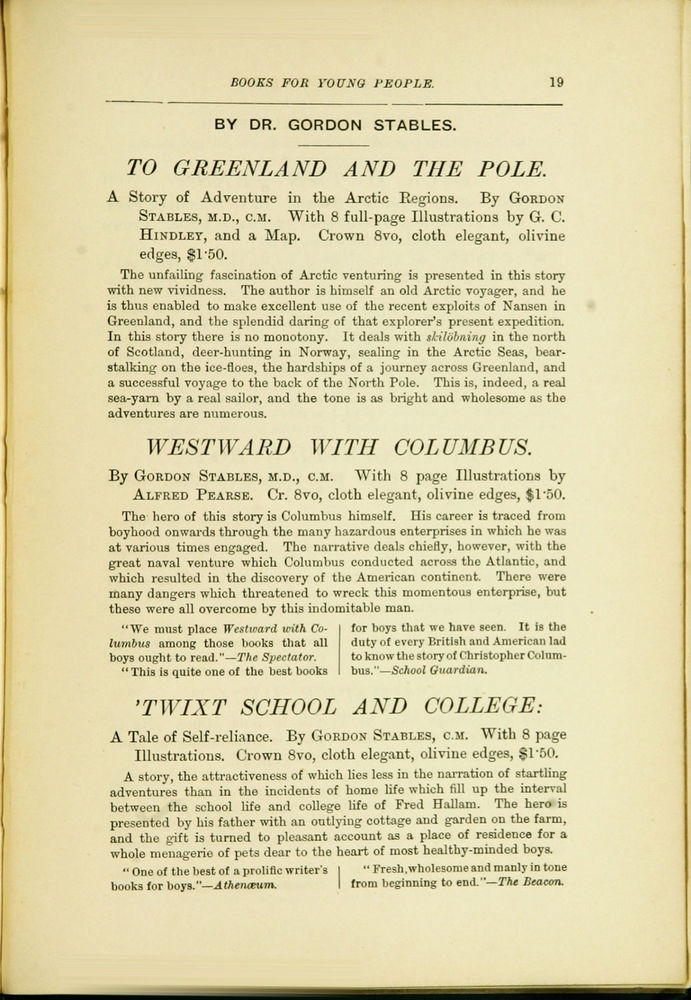 BOOKS FOR YOUNG PEOPLE. 19
BY DR. GORDON STABLES.
TO GREENLAND AND THE POLE.
A Story of Adventure in the Arctic Regions. By GORDON
STABLES, M.D., C.M. With 8 full-page Illustrations by G. C.
HINDLEY, and a Map. Crown 8vo, cloth elegant, olivine
edges, $1·50.
The unfailing fascination of Arctic venturing is presented in this story
with new vividness. The author is himself an old Arctic voyager, and he
is thus enabled to make excellent use of the recent exploits of Nansen in
Greenland, and the splendid daring of that explorer's present expedition.
In this story there is no monotony. It deals with skilöbning in the north
of Scotland, deer-hunting in Norway, sealing in the Arctic Seas, bear-
stalking on the ice-floes, the hardships of a journey across Greenland, and
a successful voyage to the back of the North Pole. This is, indeed, a real
sea-yarn by a real sailor, and the tone is as bright and wholesome as the
adventures are numerous.
WESTWARD WITH COLUMBUS.
By GORDON STABLES, M.D., C.M. With 8 page Illustrations by
ALFRED PEARSE. Cr. 8vo, cloth elegant, olivine edges, $1·50.
The hero of this story is Columbus himself. His career is traced from
boyhood onwards through the many hazardous enterprises in which he was
at various times engaged. The narrative deals chiefly, however, with the
great naval venture which Columbus conducted across the Atlantic, and
which resulted in the discovery of the American continent. There were
many dangers which threatened to wreck this momentous enterprise, but
these were all overcome by this indomitable man.
"We must place Westward with Co-
lumbus among those books that all
boys ought to read."—The Spectator.
"This is quite one of the best books
for boys that we have seen. It is the
duty of every British and American lad
to know the story of Christopher Colum-
bus."—School Guardian.
'TWIXT SCHOOL AND COLLEGE:
A Tale of Self-reliance. By GORDON STABLES, C.M. With 8 page
Illustrations. Crown 8vo, cloth elegant, olivine edges, $1·50.
A story, the attractiveness of which lies less in the narration of startling
adventures than in the incidents of home life which fill up the interval
between the school life and college life of Fred Hallam. The hero is
presented by his father with an outlying cottage and garden on the farm,
and the gift is turned to pleasant account as a place of residence for a
whole menagerie of pets dear to the heart of most healthy-minded boys.
"One of the best of a prolific writer's
books for boys."—Athenæum.
"Fresh, wholesome and manly in tone
from beginning to end."—The Beacon.